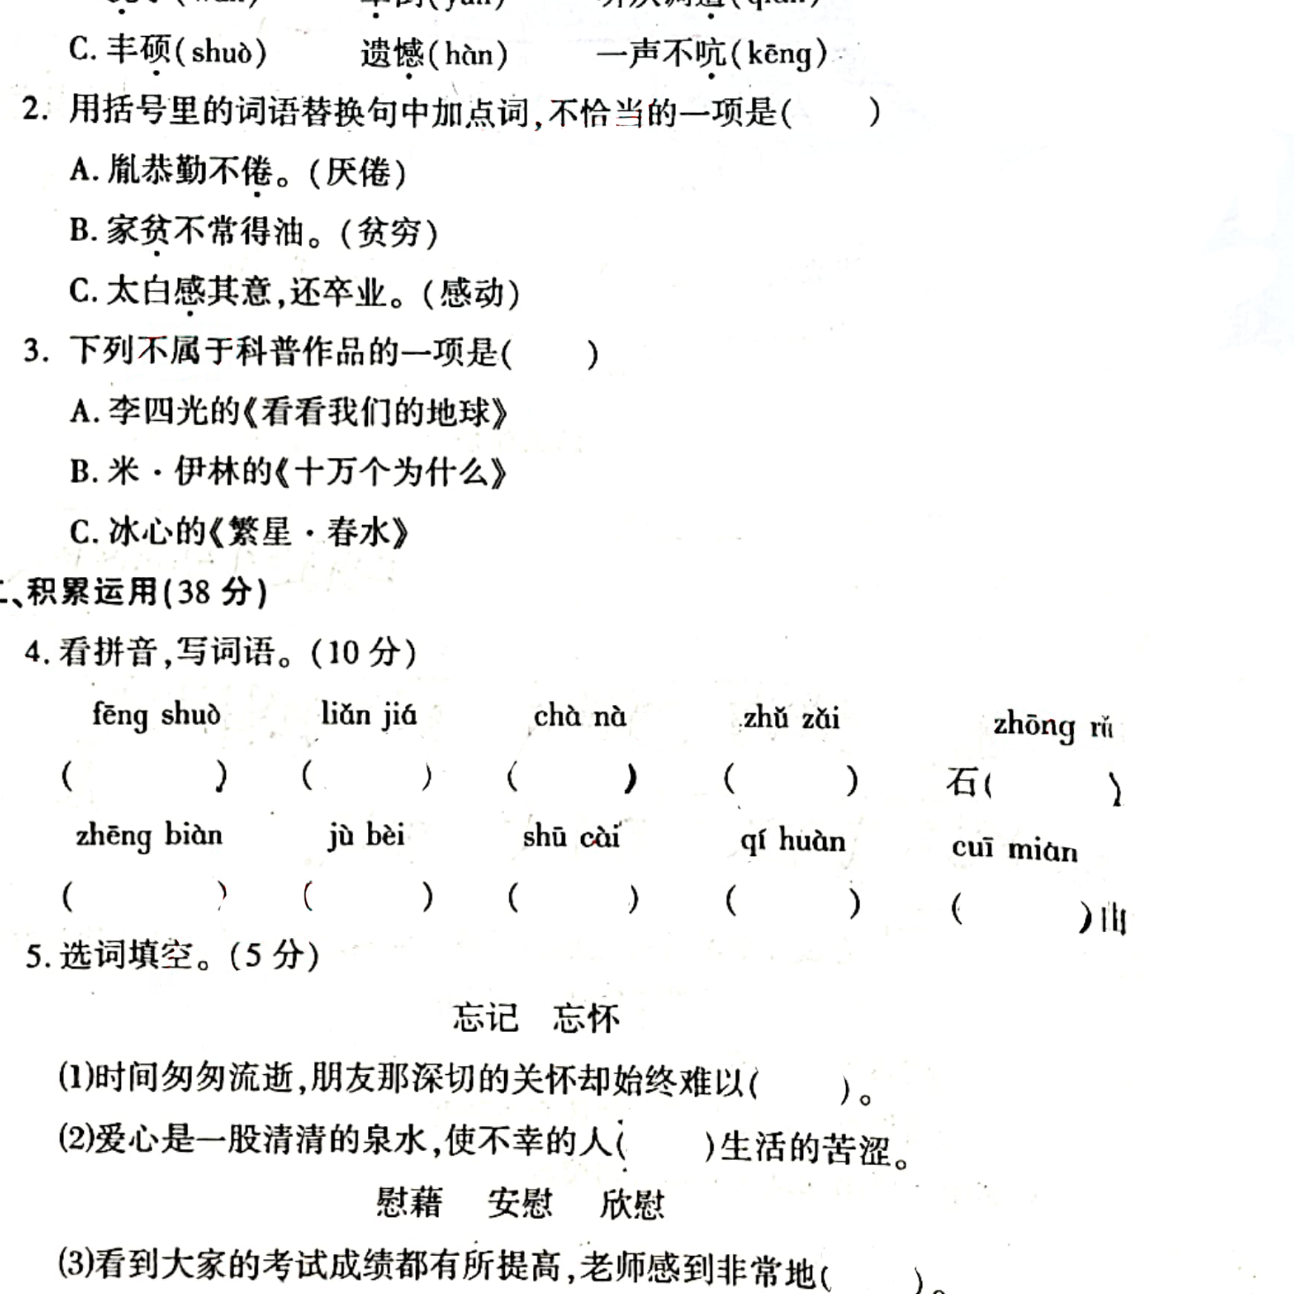 C. 丰硕(shuò) 遗憾(hàn) 一声不吭(kēng)
2. 用括号里的词语替换句中加点词,不恰当的一项是( )
A. 胤恭勤不倦。(厌倦)
B. 家贫不常得油。(贫穷)
C. 太白感其意,还卒业。(感动)
3. 下列不属于科普作品的一项是( )
A. 李四光的《看看我们的地球》
B. 米·伊林的《十万个为什么》
C. 冰心的《繁星·春水》
二、积累运用(38 分)
4. 看拼音,写词语。(10 分)
fēng shuò liǎn jiá chà nà zhǔ zǎi zhōng rǔ
( ) ( ) ( ) ( ) 石( )
zhēng biàn jù bèi shū cài qí huàn cuī mián
( ) ( ) ( ) ( ) ( )曲
5. 选词填空。(5 分)
忘记 忘怀
(1)时间匆匆流逝,朋友那深切的关怀却始终难以( )。
(2)爱心是一股清清的泉水,使不幸的人( )生活的苦涩。
慰藉 安慰 欣慰
(3)看到大家的考试成绩都有所提高,老师感到非常地( )。